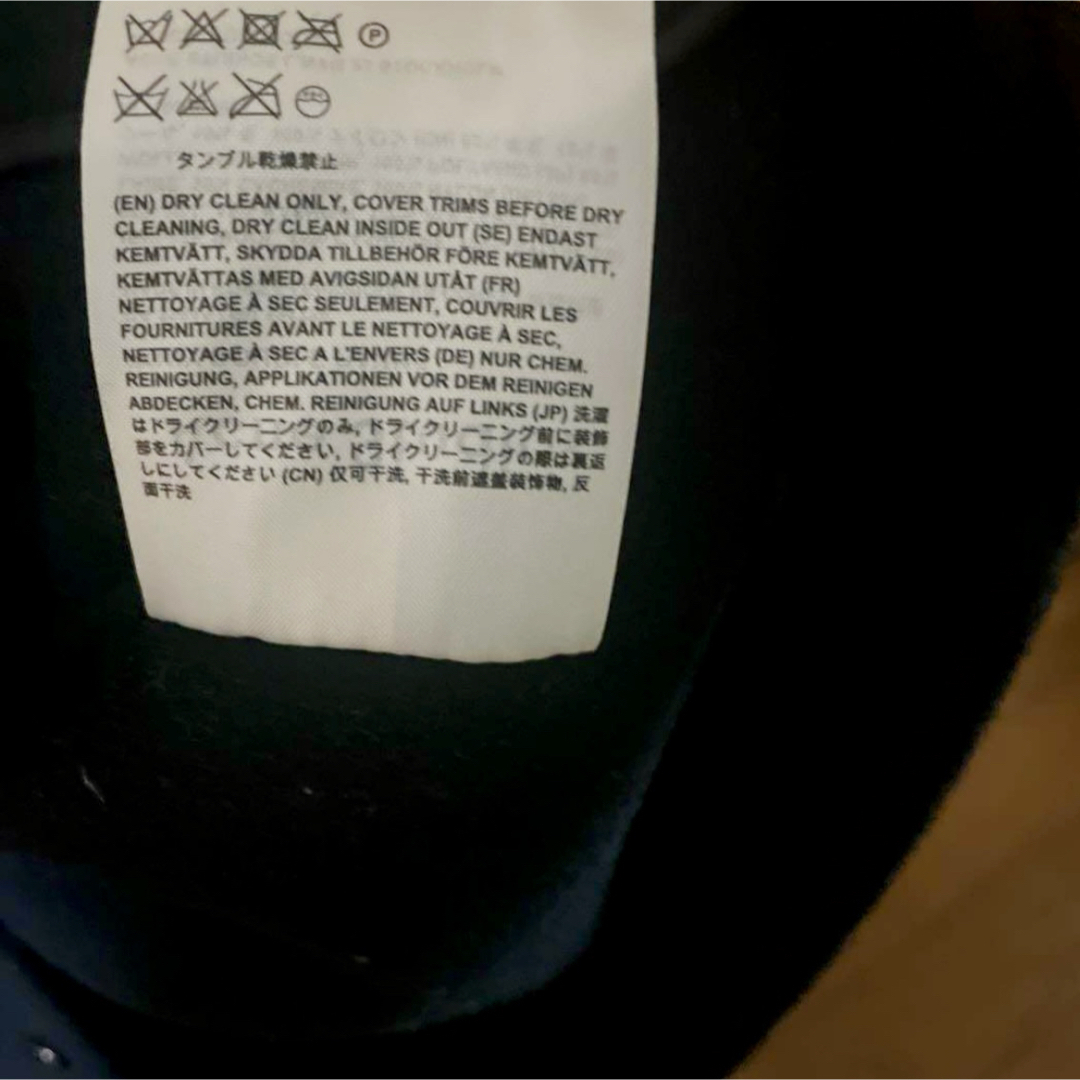 P
タンブル乾燥禁止
(EN) DRY CLEAN ONLY, COVER TRIMS BEFORE DRY
CLEANING, DRY CLEAN INSIDE OUT (SE) ENDAST
KEMTVÄTT, SKYDDA TILLBEHÖR FÖRE KEMTVÄTT,
KEMTVÄTTAS MED AVIGSIDAN UTÅT (FR)
NETTOYAGE À SEC SEULEMENT, COUVRIR LES
FOURNITURES AVANT LE NETTOYAGE À SEC,
NETTOYAGE À SEC A L'ENVERS (DE) NUR CHEM.
REINIGUNG, APPLIKATIONEN VOR DEM REINIGEN
ABDECKEN, CHEM. REINIGUNG AUF LINKS (JP) 洗濯
はドライクリーニングのみ, ドライクリーニング前に装飾
部をカバーしてください, ドライクリーニングの際は裏返
しにしてください (CN) 仅可干洗, 干洗前遮盖装饰物, 反
面干洗